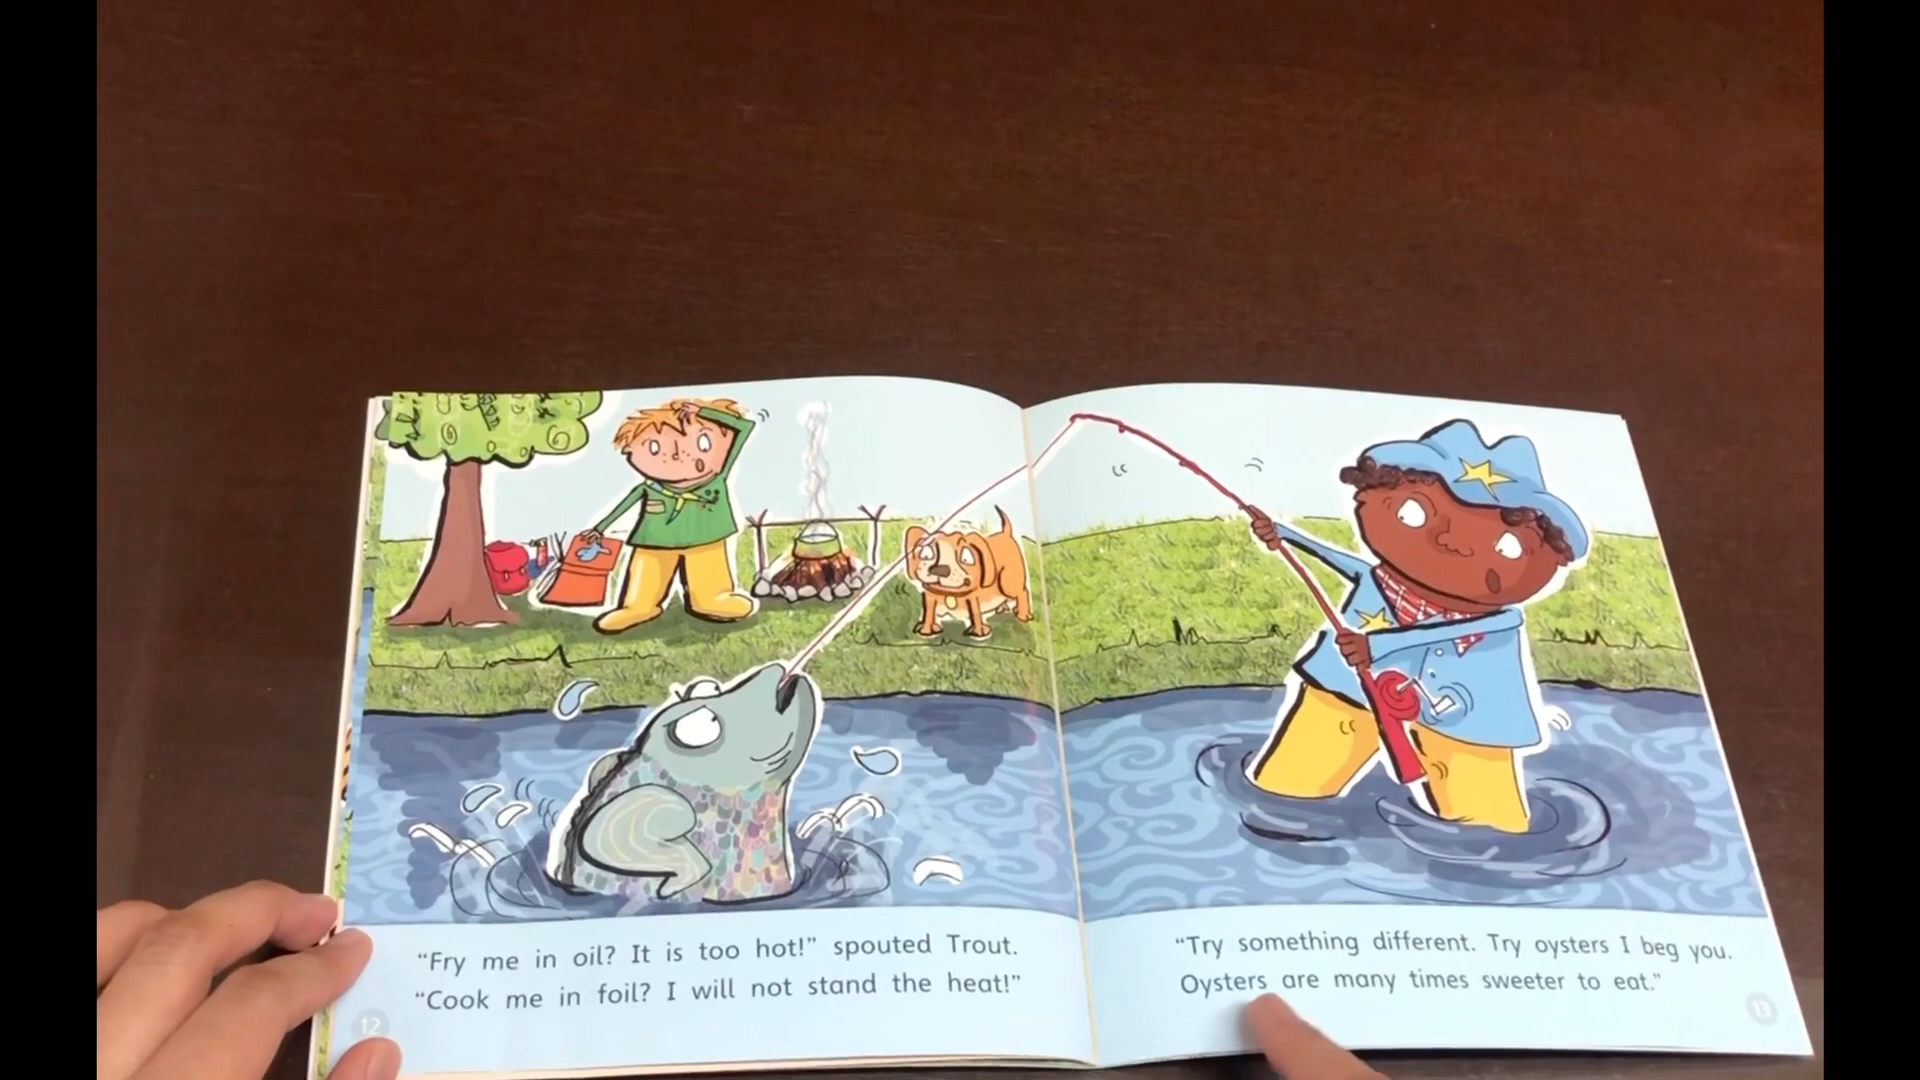 “Fry me in oil? It is too hot!” spouted Trout.
“Cook me in foil? I will not stand the heat!”
12
“Try something different. Try oysters I beg you.
Oysters are many times sweeter to eat.”
13